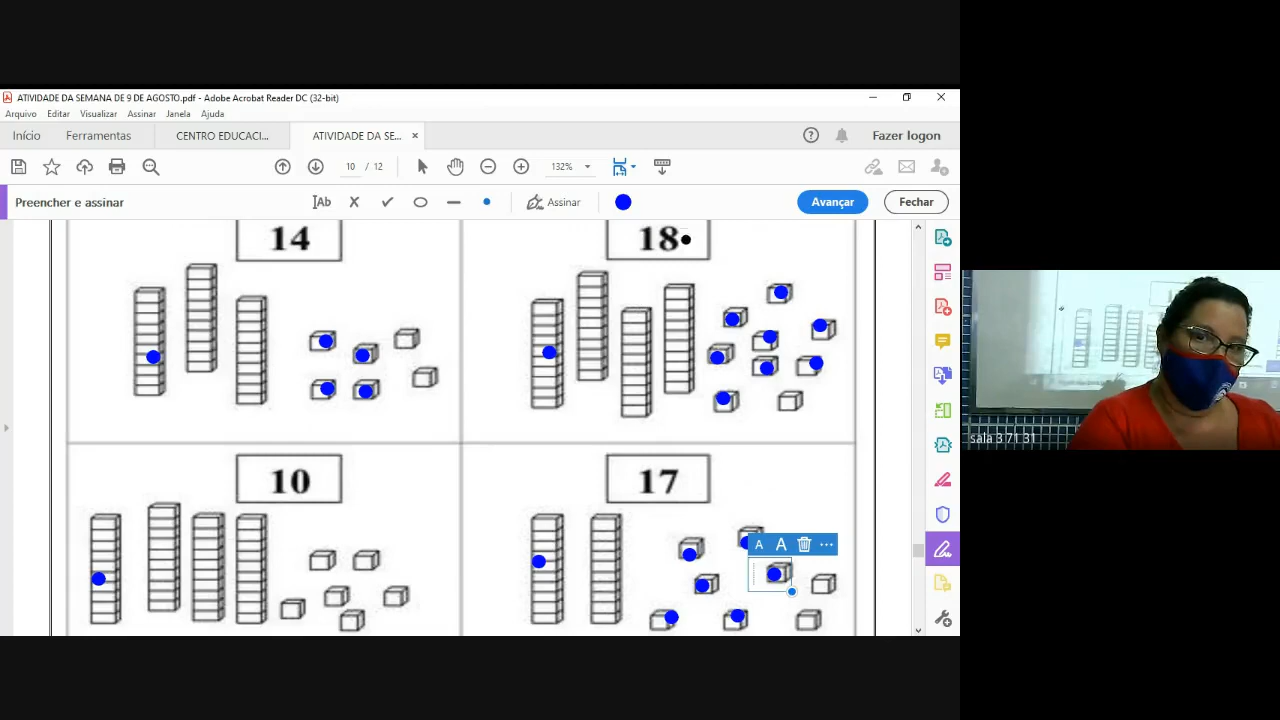 ATIVIDADE DA SEMANA DE 9 DE AGOSTO.pdf - Adobe Acrobat Reader DC (32-bit)
Arquivo Editar Visualizar Assinar Janela Ajuda
Início Ferramentas CENTRO EDUCACI... ATIVIDADE DA SE... Fazer logon
10 / 12 132%
Preencher e assinar Ab Assinar Avançar Fechar
14 18
10 17
A A
sala 3 71 31